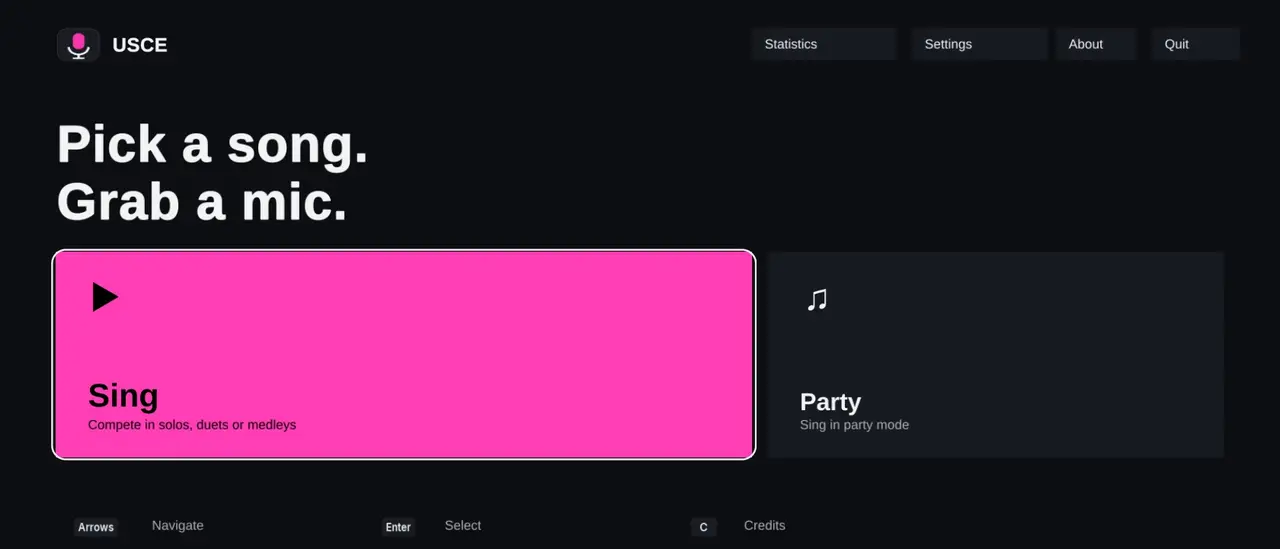 USCE
Statistics
Settings
About
Quit
Pick a song.
Grab a mic.
Sing
Compete in solos, duets or medleys
Party
Sing in party mode
Arrows
Navigate
Enter
Select
C
Credits